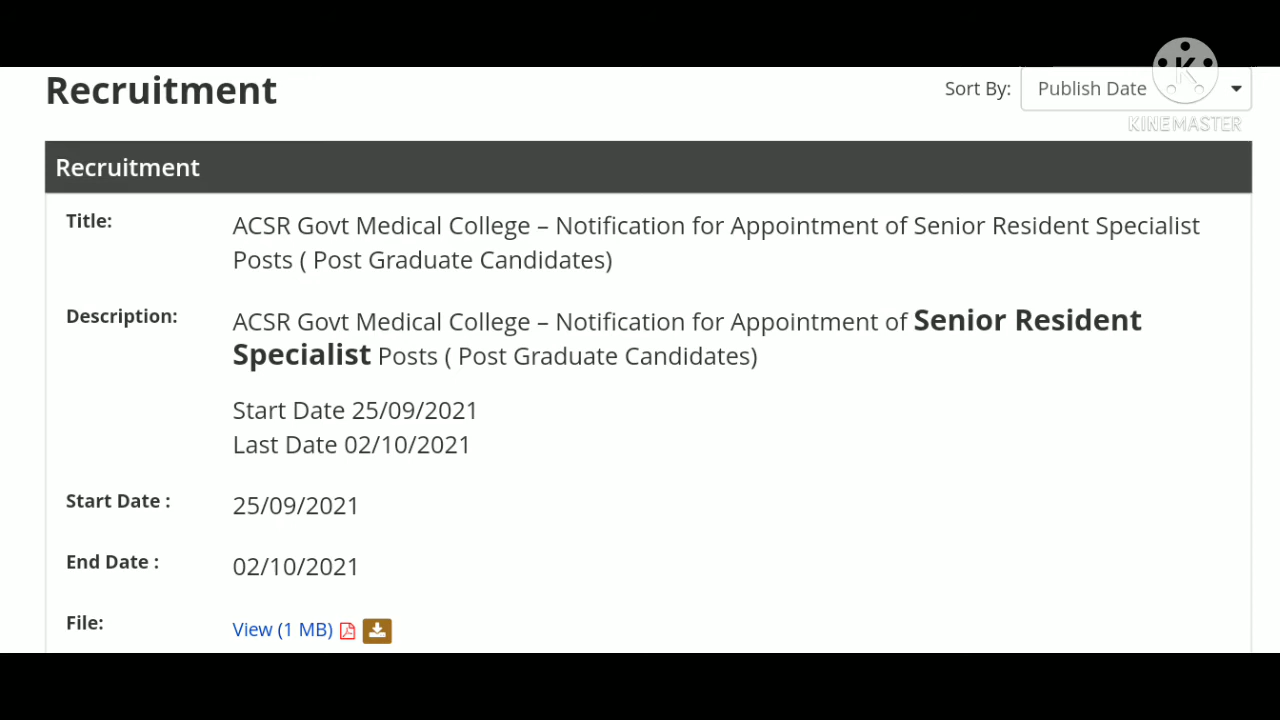 Recruitment
Sort By: Publish Date
KINEMASTER
Recruitment
Title: ACSR Govt Medical College – Notification for Appointment of Senior Resident Specialist
Posts ( Post Graduate Candidates)
Description: ACSR Govt Medical College – Notification for Appointment of Senior Resident
Specialist Posts ( Post Graduate Candidates)
Start Date 25/09/2021
Last Date 02/10/2021
Start Date : 25/09/2021
End Date : 02/10/2021
File: View (1 MB)